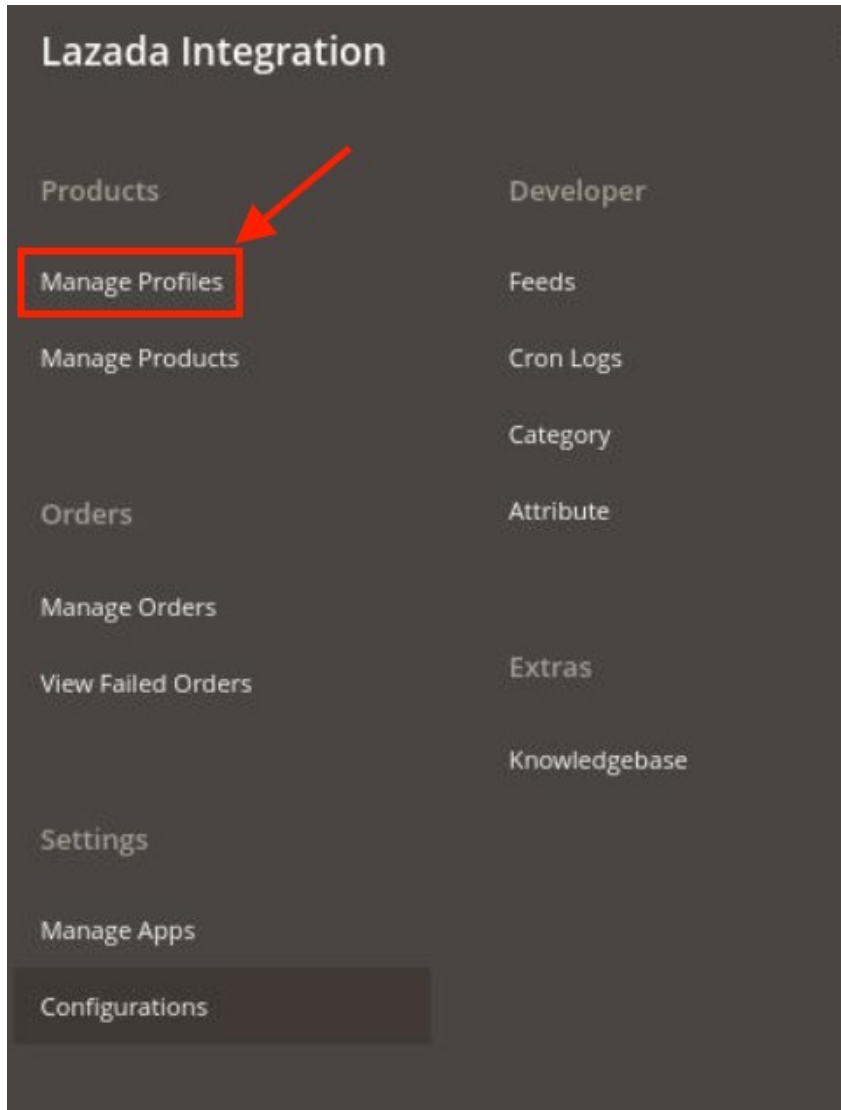 Lazada Integration
Products
Manage Profiles
Manage Products
Orders
Manage Orders
View Failed Orders
Settings
Manage Apps
Configurations
Developer
Feeds
Cron Logs
Category
Attribute
Extras
Knowledgebase